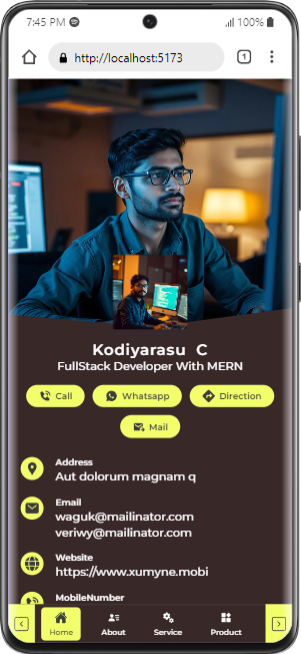 7:45 PM
100%
http://localhost:5173
1
Kodiyarasu C
FullStack Developer With MERN
Call
Whatsapp
Direction
Mail
Address
Aut dolorum magnam q
Email
waguk@mailinator.com
veriwy@mailinator.com
Website
https://www.xumyne.mobi
MobileNumber
Home
About
Service
Product